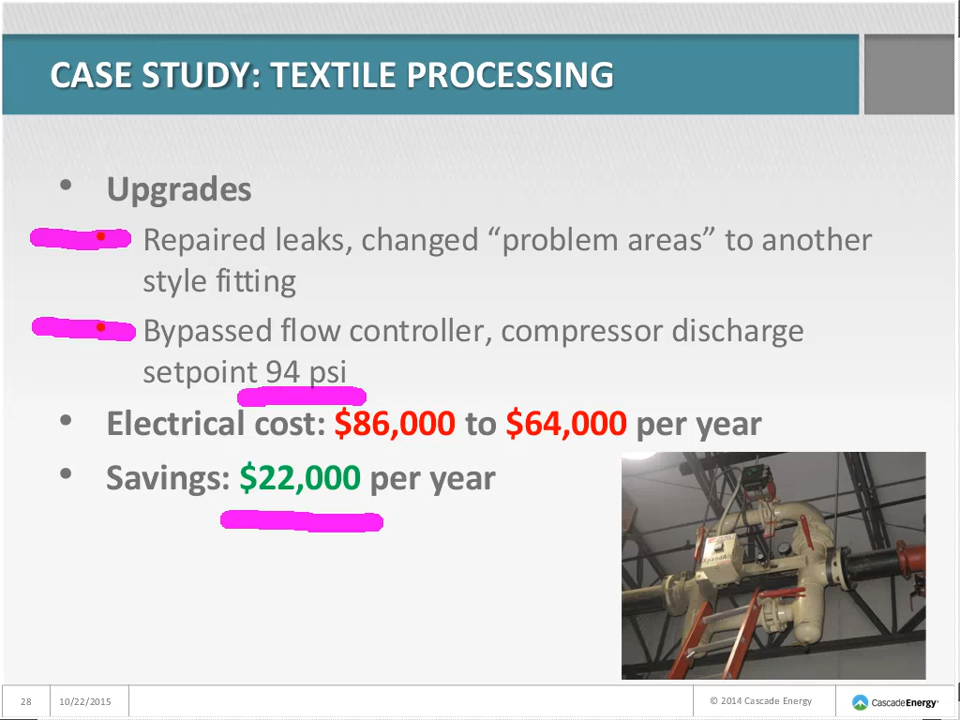 CASE STUDY: TEXTILE PROCESSING
• Upgrades
• Repaired leaks, changed “problem areas” to another
style fitting
• Bypassed flow controller, compressor discharge
setpoint 94 psi
• Electrical cost: $86,000 to $64,000 per year
• Savings: $22,000 per year
XpandAir
28
10/22/2015
© 2014 Cascade Energy
CascadeEnergy